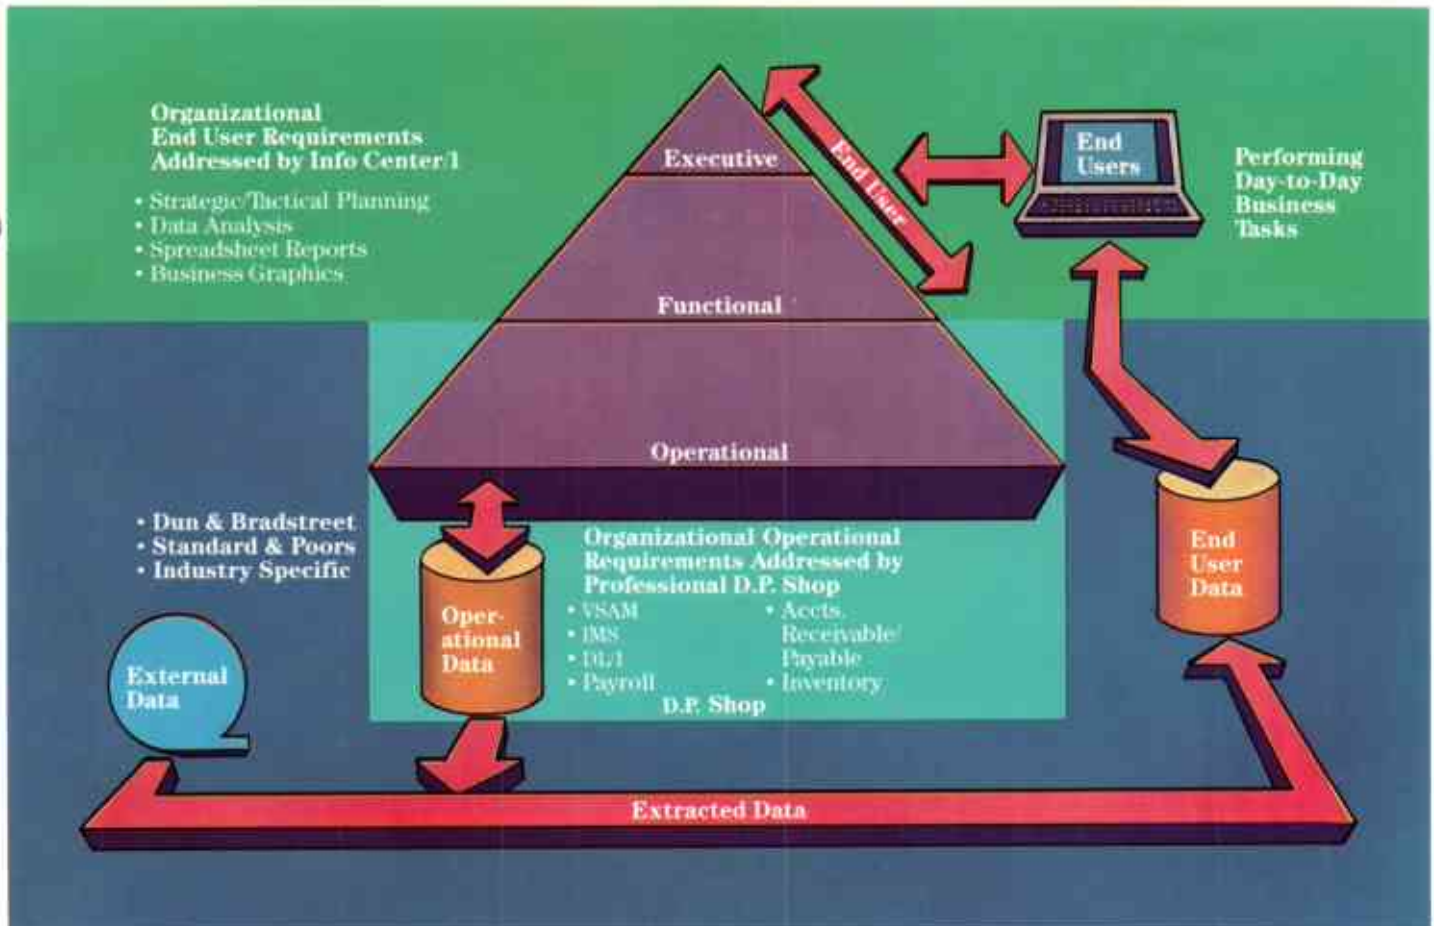 Organizational
End User Requirements
Addressed by Info Center/1
• Strategic/Tactical Planning
• Data Analysis
• Spreadsheet Reports
• Business Graphics
Executive
Functional
Operational
End User
End
Users
Performing
Day-to-Day
Business
Tasks
• Dun & Bradstreet
• Standard & Poors
• Industry Specific
External
Data
Oper-
ational
Data
Organizational Operational
Requirements Addressed by
Professional D.P. Shop
• VSAM
• IMS
• DL/1
• Payroll
• Accts.
Receivable/
Payable
• Inventory
D.P. Shop
End
User
Data
Extracted Data